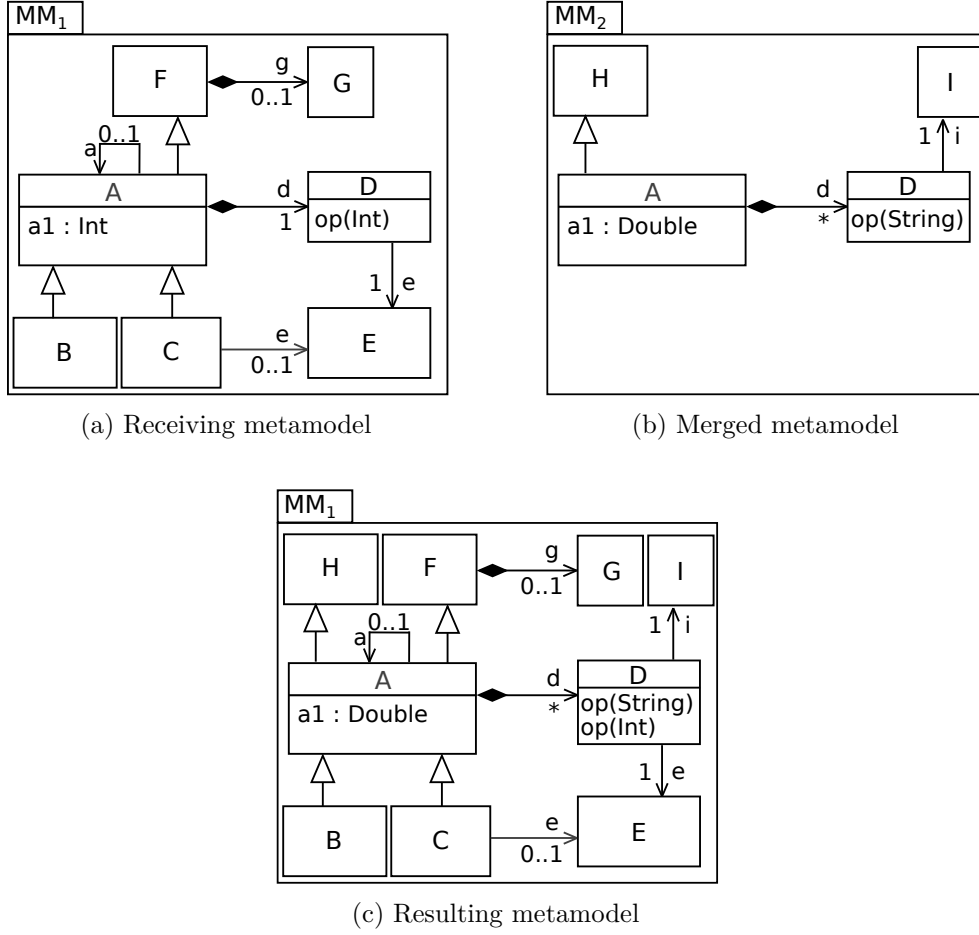 MM1
F
g
0..1
G
a
0..1
A
a1 : Int
d
1
D
op(Int)
1
e
B
C
e
0..1
E
(a) Receiving metamodel
MM2
H
I
1
i
A
a1 : Double
d
*
D
op(String)
(b) Merged metamodel
MM1
H
F
g
0..1
G
I
a
0..1
1
i
A
a1 : Double
d
*
D
op(String)
op(Int)
1
e
B
C
e
0..1
E
(c) Resulting metamodel